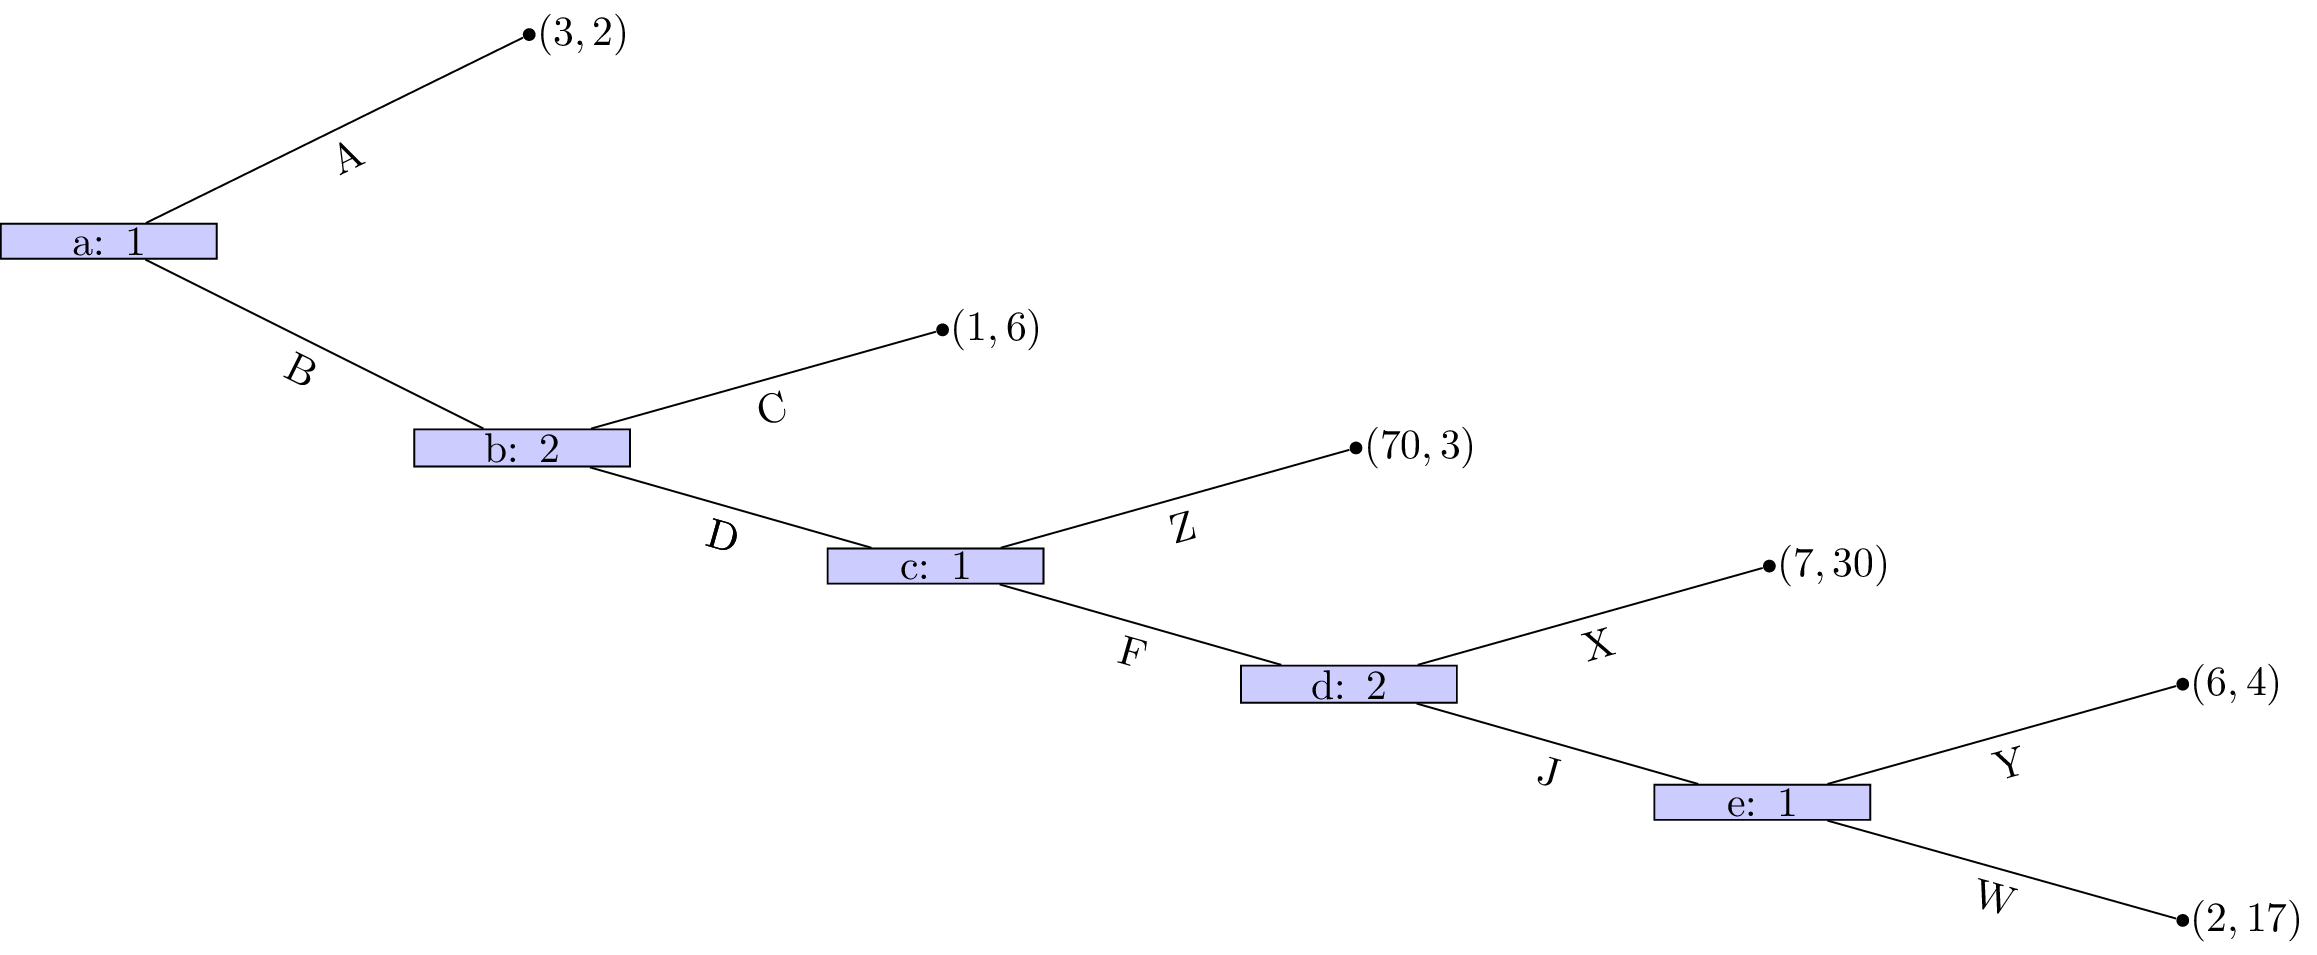 (3, 2)
A
a: 1
B
(1, 6)
C
b: 2
D
(70, 3)
Z
c: 1
F
(7, 30)
X
d: 2
J
(6, 4)
Y
e: 1
W
(2, 17)